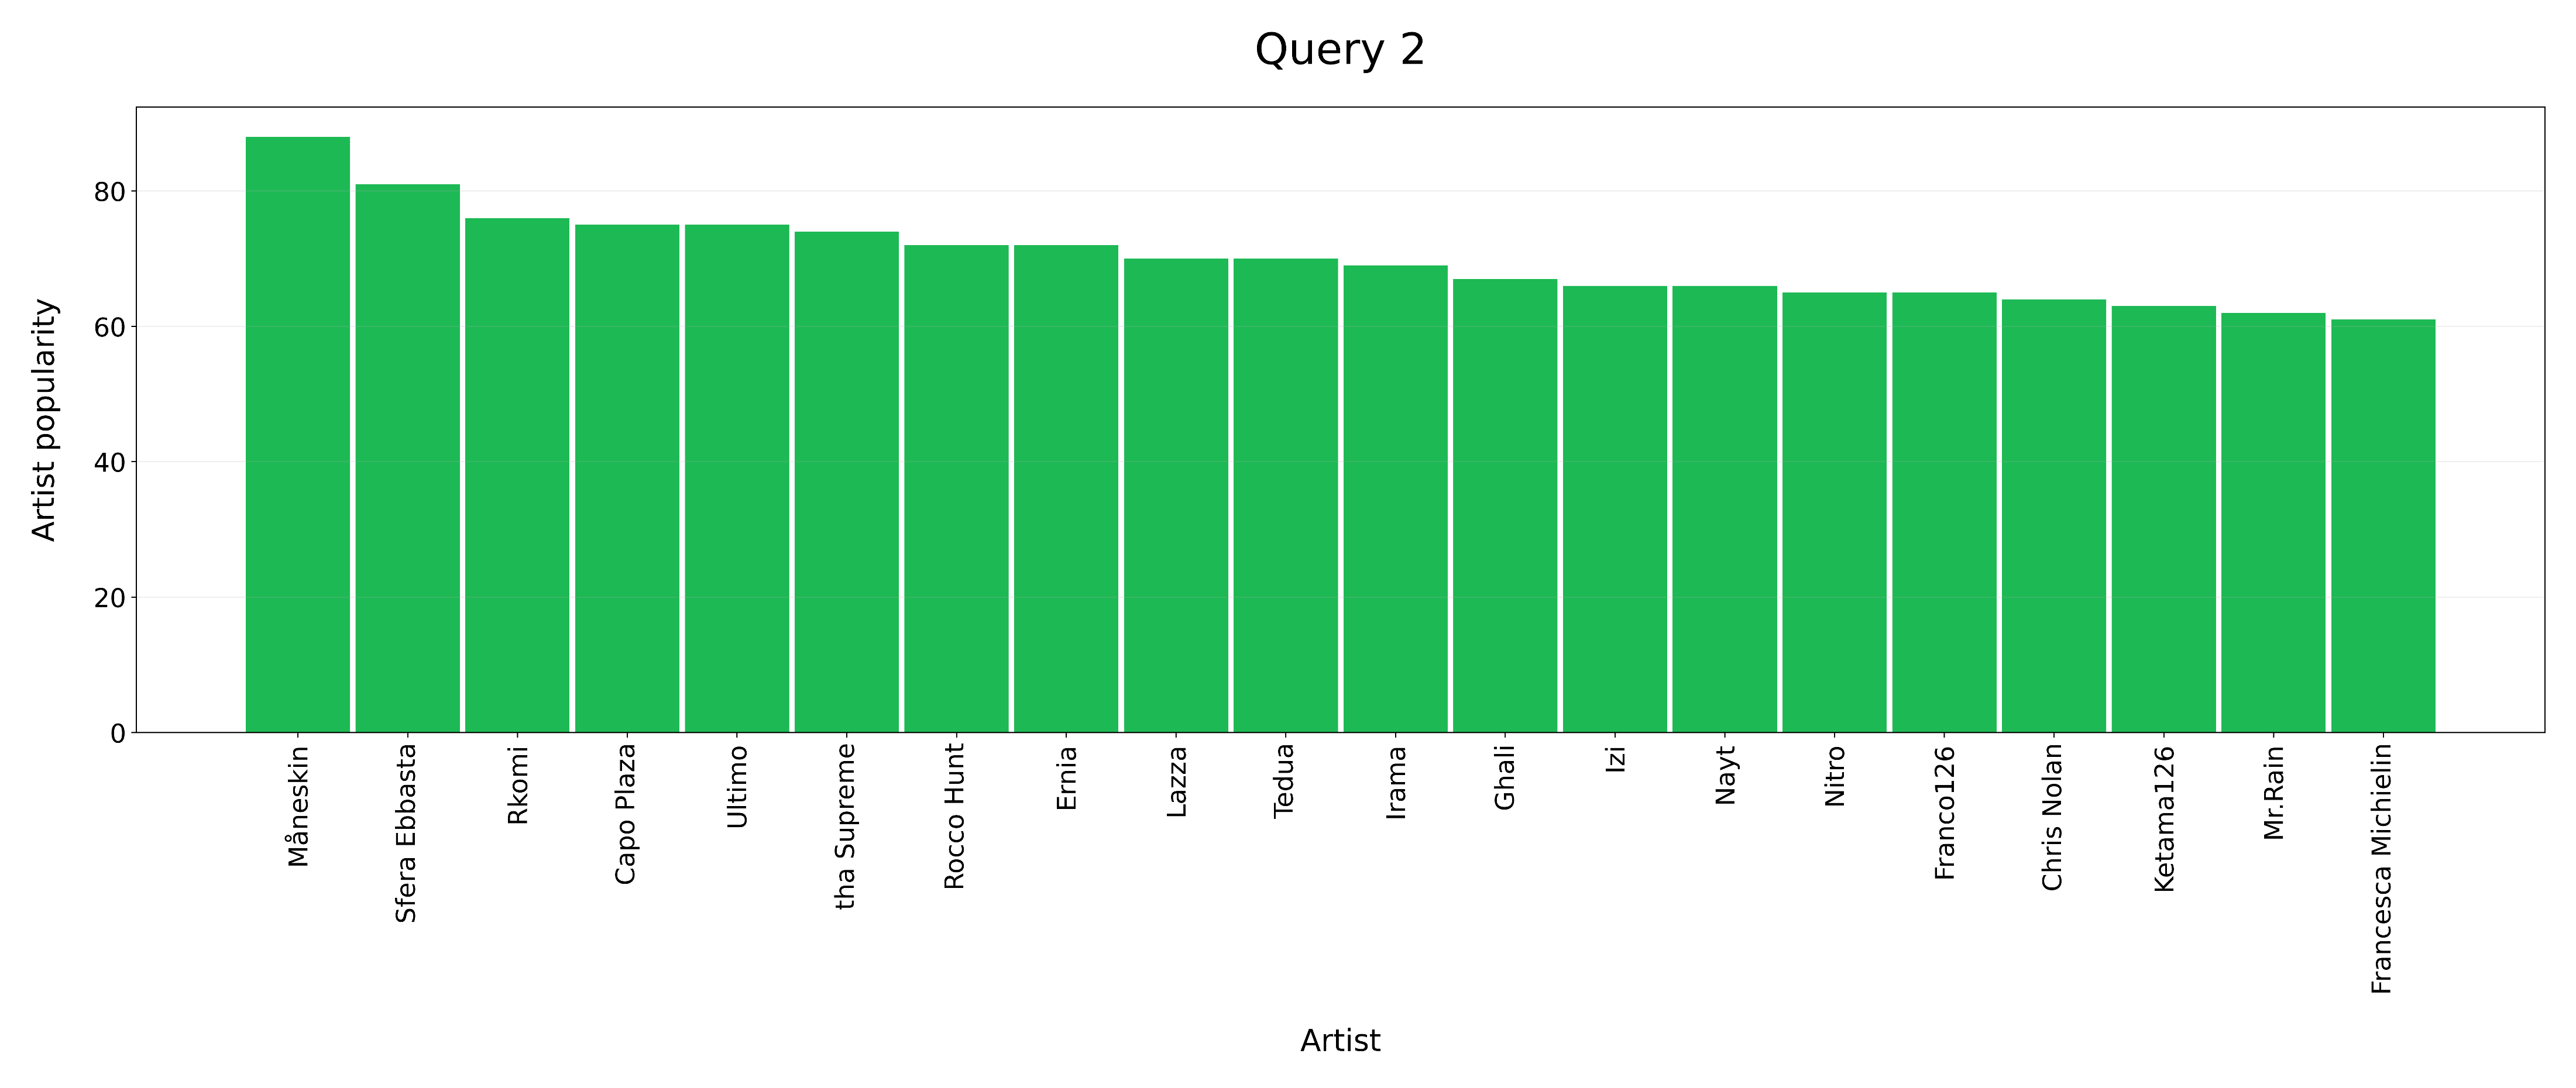 Query 2
Artist popularity
80
60
40
20
0
Måneskin
Sfera Ebbasta
Rkomi
Capo Plaza
Ultimo
tha Supreme
Rocco Hunt
Ernia
Lazza
Tedua
Irama
Ghali
Izi
Nayt
Nitro
Franco126
Chris Nolan
Ketama126
Mr.Rain
Francesca Michielin
Artist